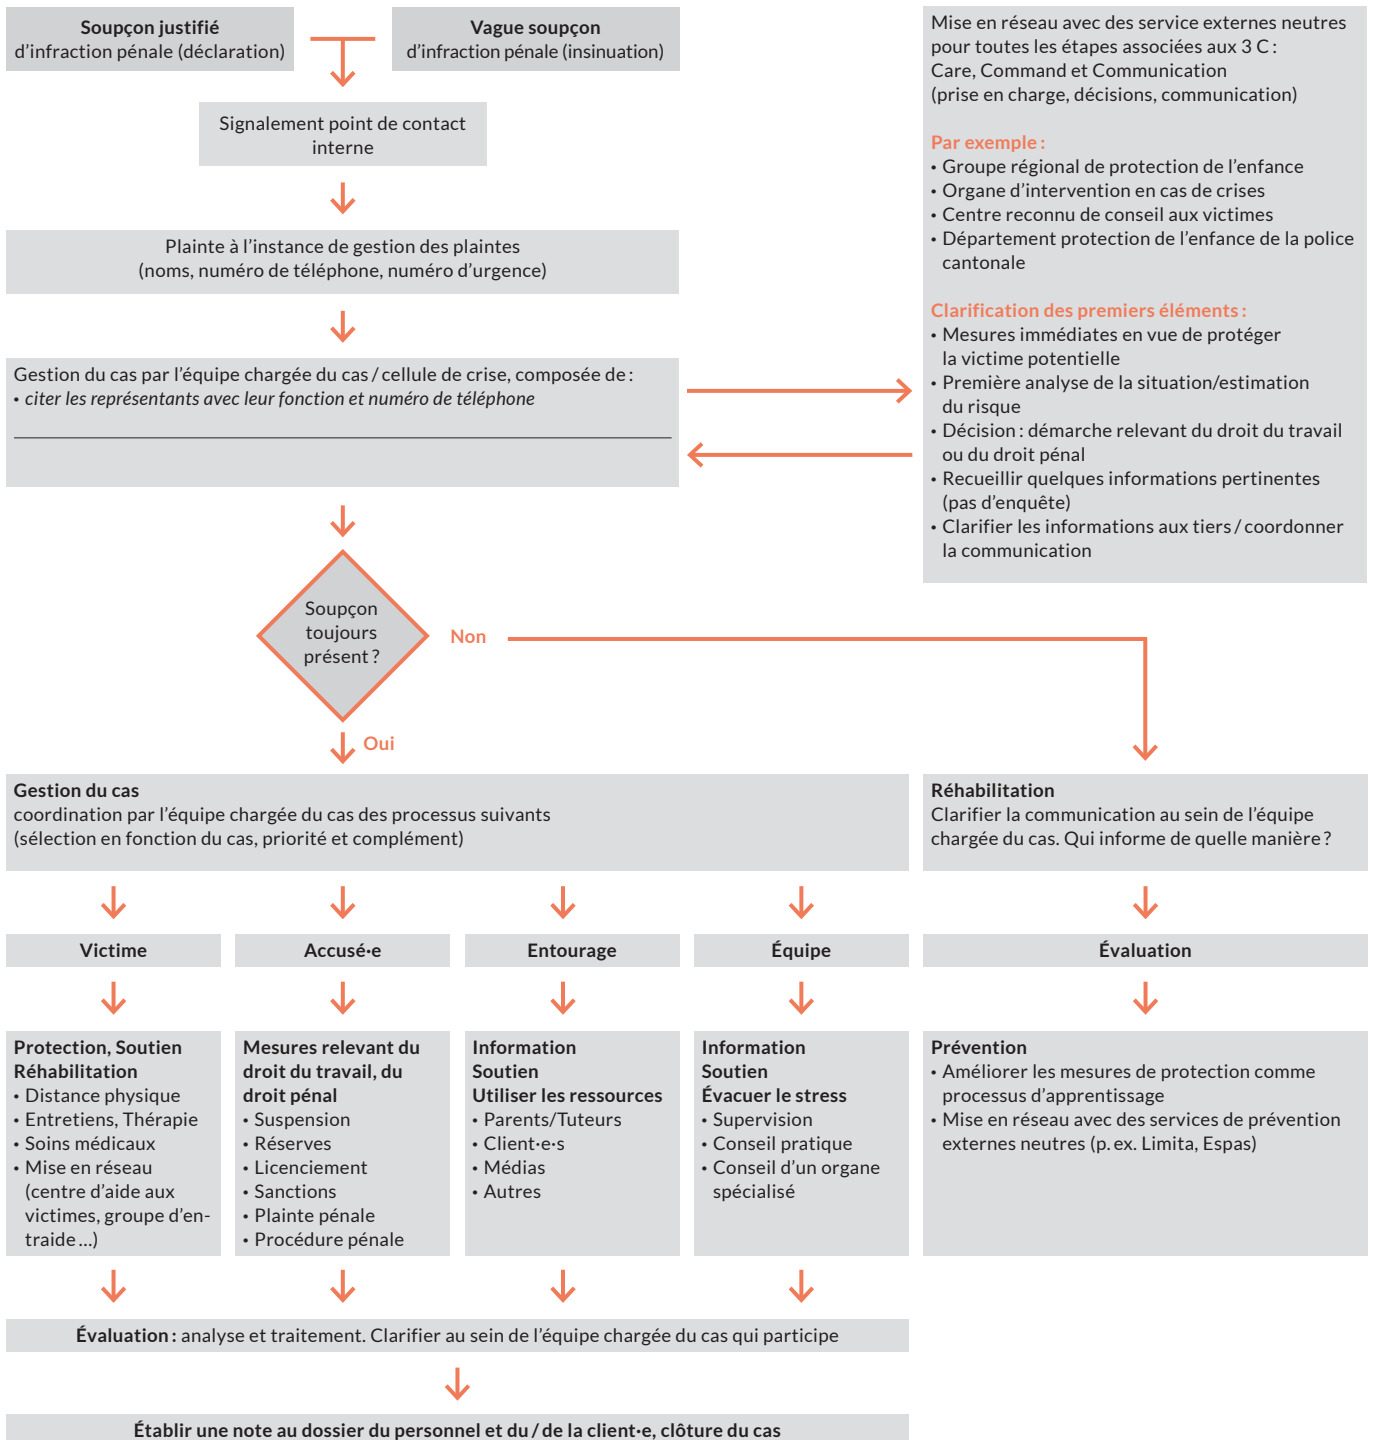 Soupçon justifié
d’infraction pénale (déclaration)
Vague soupçon
d’infraction pénale (insinuation)
Signalement point de contact
interne
Plainte à l’instance de gestion des plaintes
(noms, numéro de téléphone, numéro d’urgence)
Gestion du cas par l’équipe chargée du cas / cellule de crise, composée de :
• citer les représentants avec leur fonction et numéro de téléphone
Mise en réseau avec des service externes neutres
pour toutes les étapes associées aux 3 C :
Care, Command et Communication
(prise en charge, décisions, communication)
Par exemple :
• Groupe régional de protection de l’enfance
• Organe d’intervention en cas de crises
• Centre reconnu de conseil aux victimes
• Département protection de l’enfance de la police
cantonale
Clarification des premiers éléments :
• Mesures immédiates en vue de protéger
la victime potentielle
• Première analyse de la situation/estimation
du risque
• Décision : démarche relevant du droit du travail
ou du droit pénal
• Recueillir quelques informations pertinentes
(pas d’enquête)
• Clarifier les informations aux tiers / coordonner
la communication
Soupçon
toujours
présent ?
Non
Oui
Gestion du cas
coordination par l’équipe chargée du cas des processus suivants
(sélection en fonction du cas, priorité et complément)
Réhabilitation
Clarifier la communication au sein de l’équipe
chargée du cas. Qui informe de quelle manière ?
Victime
Accusé·e
Entourage
Équipe
Évaluation
Protection, Soutien
Réhabilitation
• Distance physique
• Entretiens, Thérapie
• Soins médicaux
• Mise en réseau
(centre d’aide aux
victimes, groupe d’en-
traide ...)
Mesures relevant du
droit du travail, du
droit pénal
• Suspension
• Réserves
• Licenciement
• Sanctions
• Plainte pénale
• Procédure pénale
Information
Soutien
Utiliser les ressources
• Parents/Tuteurs
• Client·e·s
• Médias
• Autres
Information
Soutien
Évacuer le stress
• Supervision
• Conseil pratique
• Conseil d’un organe
spécialisé
Prévention
• Améliorer les mesures de protection comme
processus d’apprentissage
• Mise en réseau avec des services de prévention
externes neutres (p. ex. Limita, Espas)
Évaluation : analyse et traitement. Clarifier au sein de l’équipe chargée du cas qui participe
Établir une note au dossier du personnel et du / de la client·e, clôture du cas